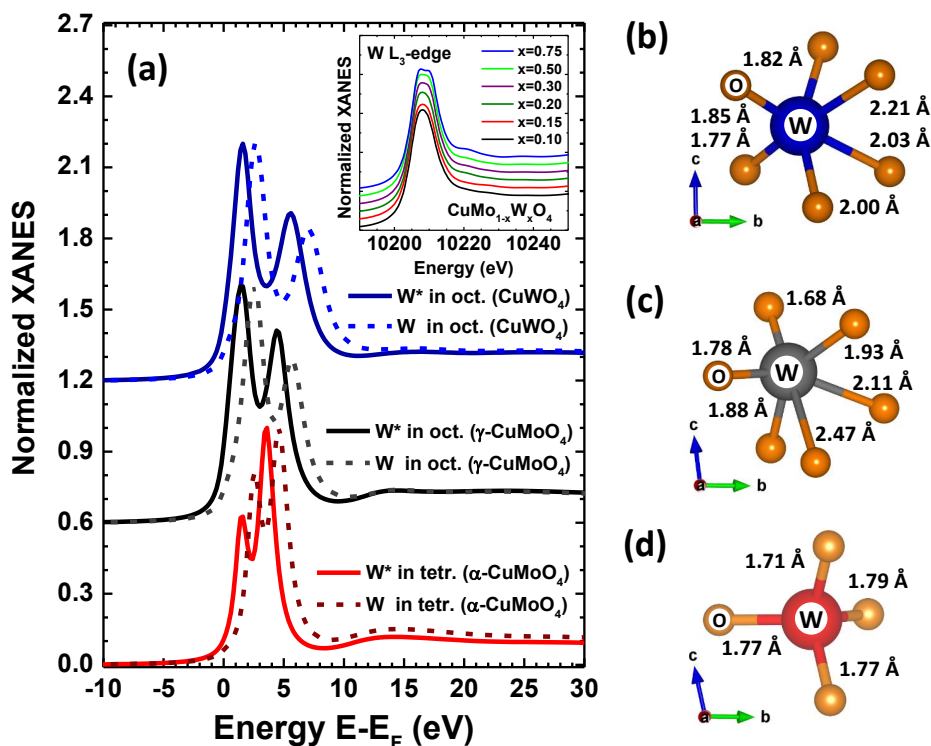 (a)
Normalized XANES
2.7
2.4
2.1
1.8
1.5
1.2
0.9
0.6
0.3
0.0
-10
-5
0
5
10
15
20
25
30
Energy E-E_F (eV)
W* in oct. (CuWO₄)
W in oct. (CuWO₄)
W* in oct. (γ-CuMoO₄)
W in oct. (γ-CuMoO₄)
W* in tetr. (α-CuMoO₄)
W in tetr. (α-CuMoO₄)
Normalized XANES
W L₃-edge
x=0.75
x=0.50
x=0.30
x=0.20
x=0.15
x=0.10
CuMo₁₋ₓWₓO₄
10200
10220
10240
Energy (eV)
(b)
1.82 Å
O
W
2.21 Å
1.85 Å
1.77 Å
2.03 Å
2.00 Å
c
a
b
(c)
1.68 Å
1.78 Å
O
W
1.93 Å
2.11 Å
1.88 Å
2.47 Å
c
a
b
(d)
1.71 Å
1.79 Å
O
W
1.77 Å
1.77 Å
c
a
b